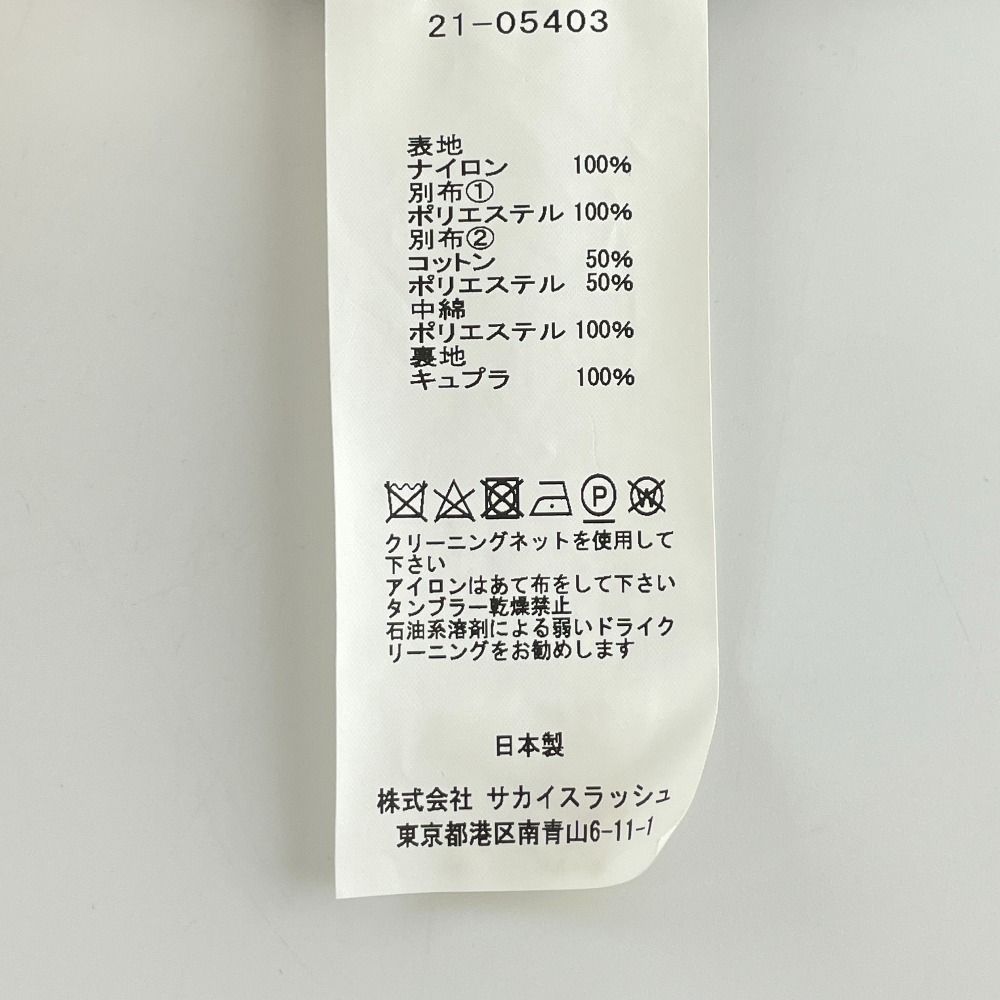 21-05403
表地
ナイロン 100%
別布①
ポリエステル 100%
別布②
コットン 50%
ポリエステル 50%
中綿
ポリエステル 100%
裏地
キュプラ 100%
P W
クリーニングネットを使用して
下さい
アイロンはあて布をして下さい
タンブラー乾燥禁止
石油系溶剤による弱いドライク
リーニングをお勧めします
日本製
株式会社 サカイスラッシュ
東京都港区南青山6-11-1